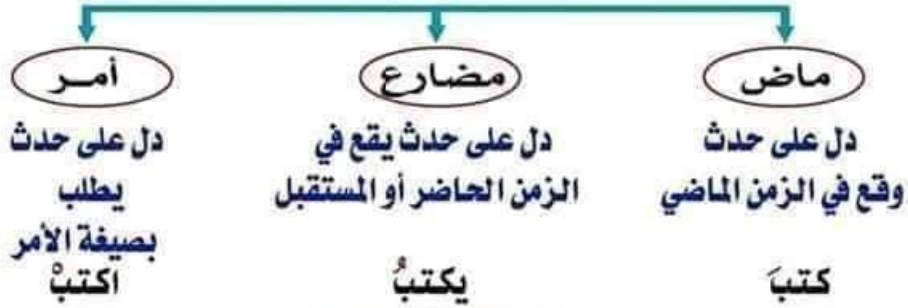 ماض
مضارع
أمـر
دل على حدث
وقع في الزمن الماضي
كتبَ
دل على حدث يقع في
الزمن الحاضر أو المستقبل
يكتبُ
دل على حدث
يطلب
بصيغة الأمر
اكتبْ